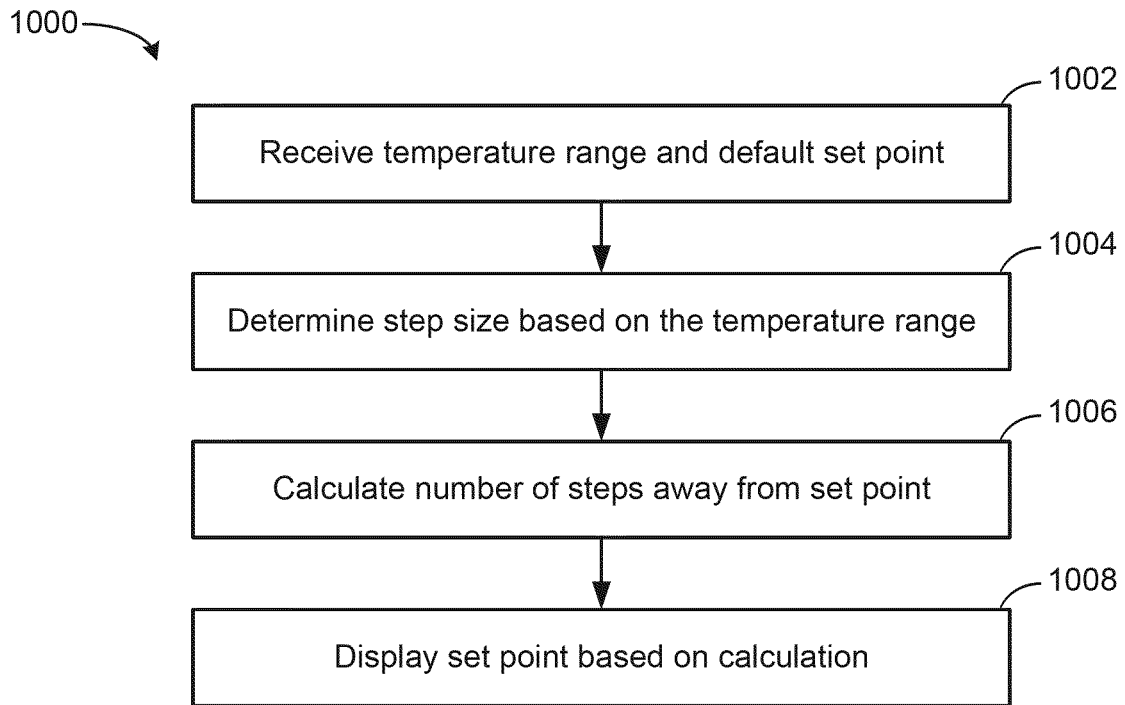 1000
1002
Receive temperature range and default set point
1004
Determine step size based on the temperature range
1006
Calculate number of steps away from set point
1008
Display set point based on calculation